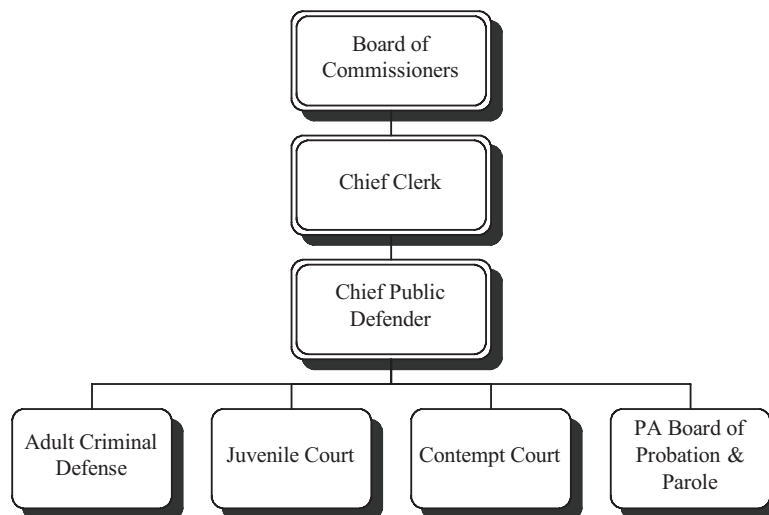 Board of
Commissioners
Chief Clerk
Chief Public
Defender
Adult Criminal
Defense
Juvenile Court
Contempt Court
PA Board of
Probation &
Parole